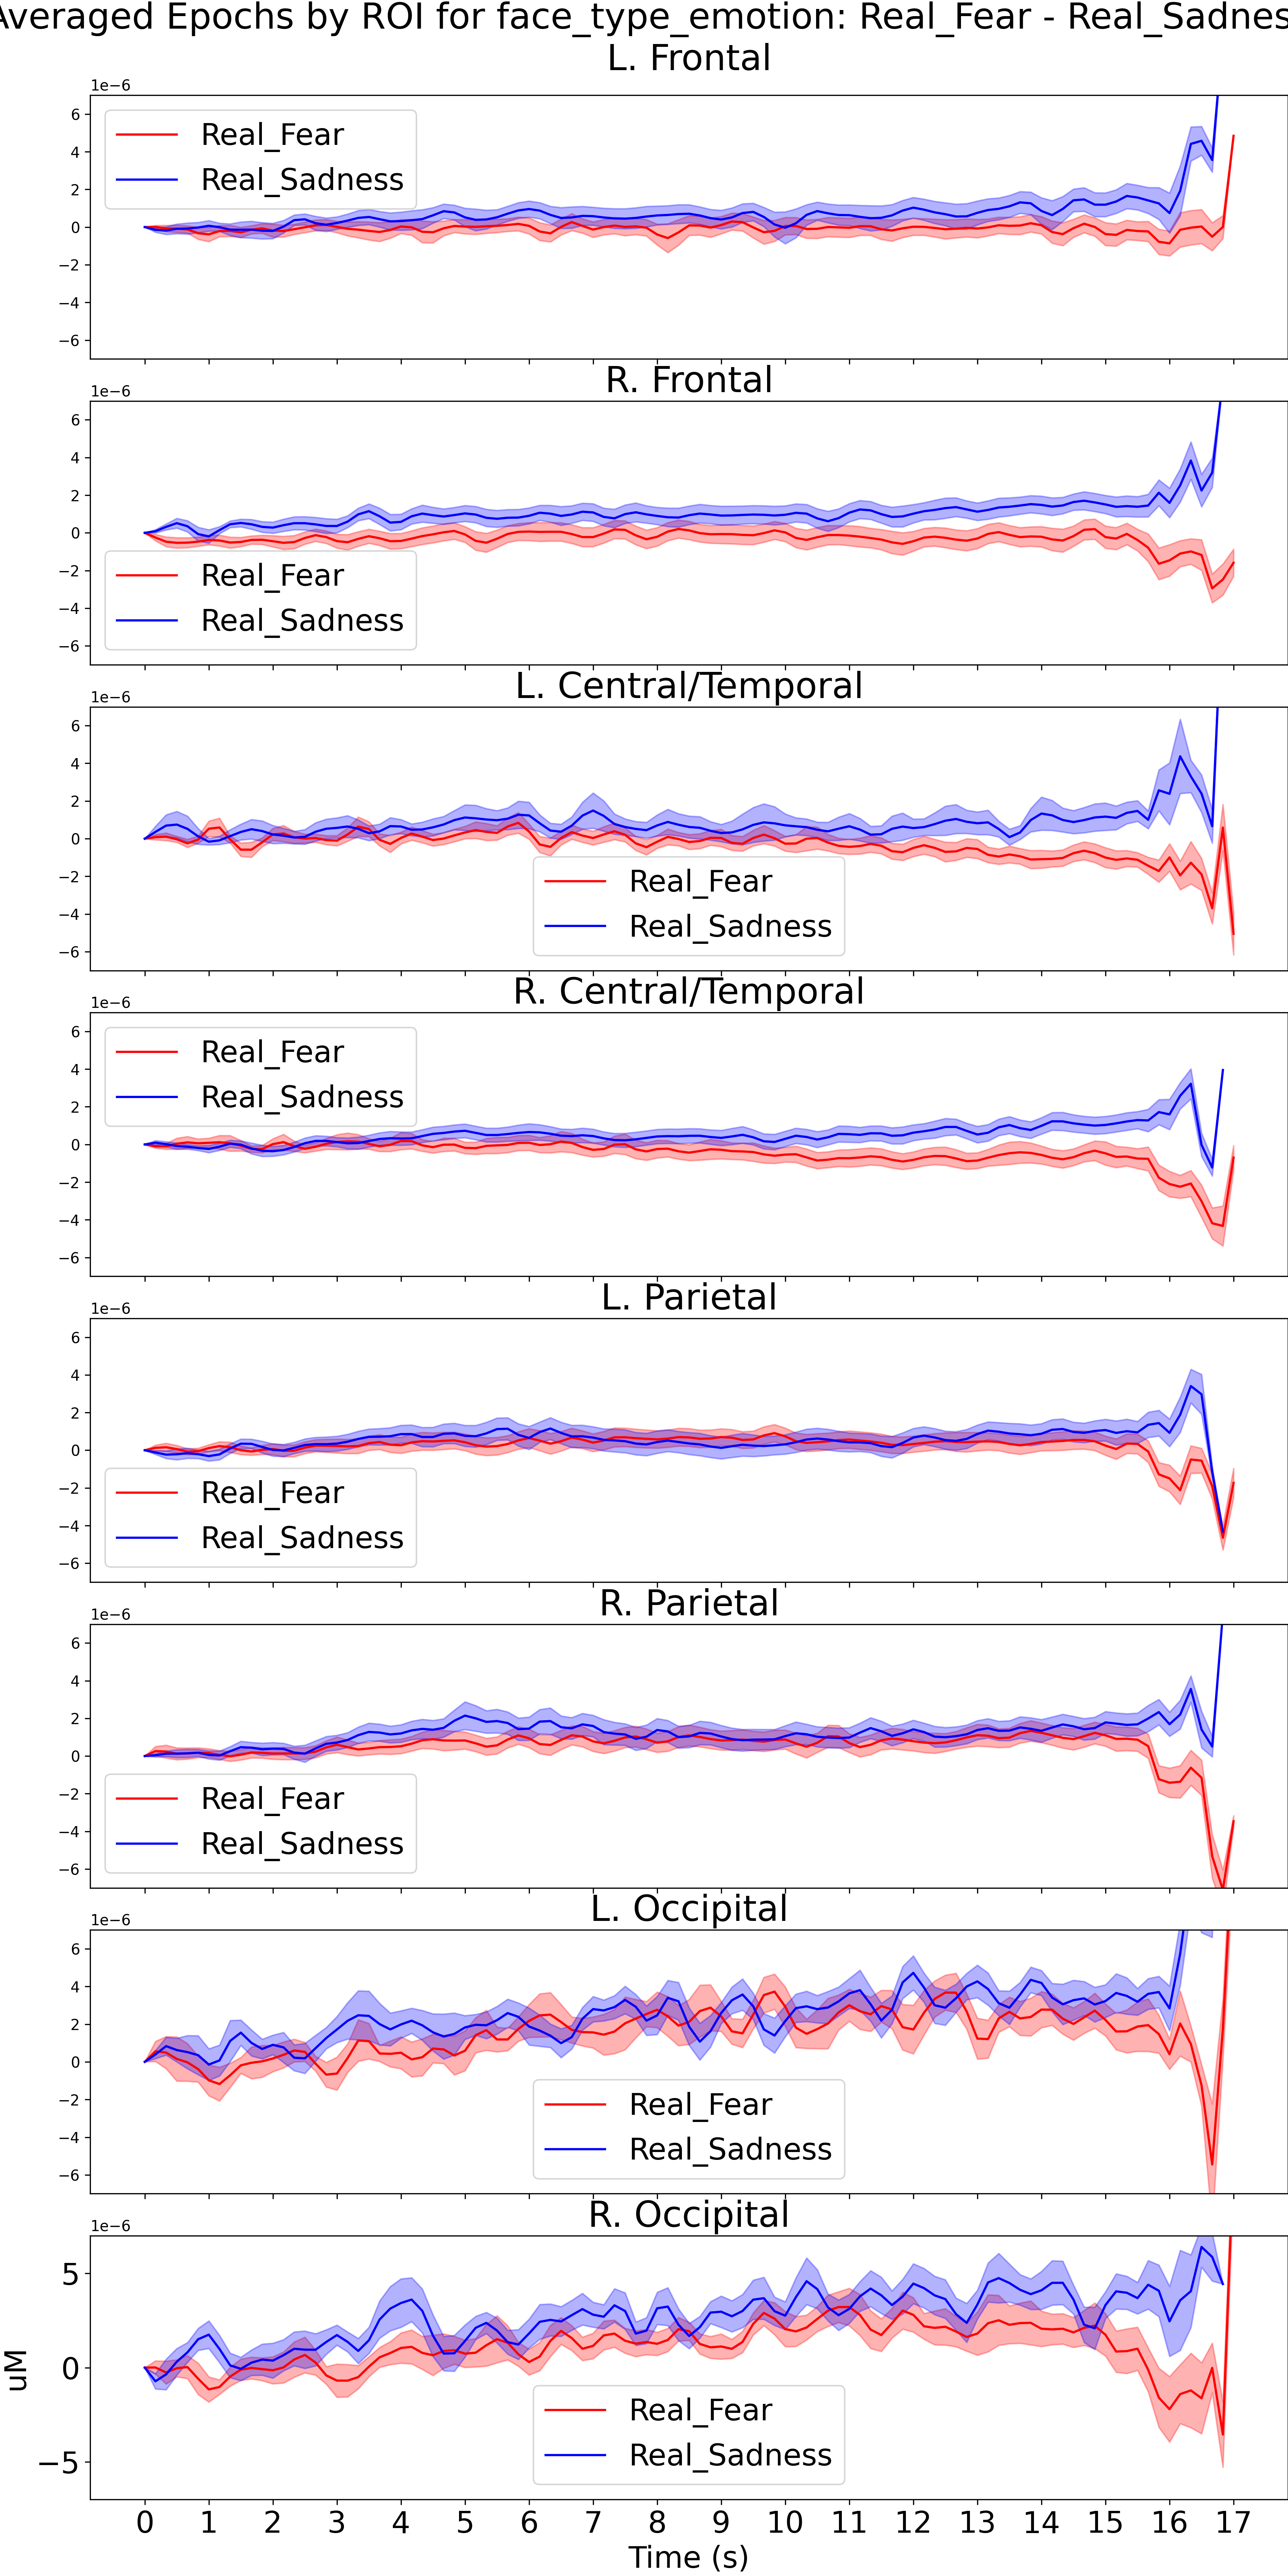 Averaged Epochs by ROI for face_type_emotion: Real_Fear - Real_Sadness
L. Frontal
1e−6
6
4
2
0
−2
−4
−6
Real_Fear
Real_Sadness
R. Frontal
1e−6
6
4
2
0
−2
−4
−6
Real_Fear
Real_Sadness
L. Central/Temporal
1e−6
6
4
2
0
−2
−4
−6
Real_Fear
Real_Sadness
R. Central/Temporal
1e−6
6
4
2
0
−2
−4
−6
Real_Fear
Real_Sadness
L. Parietal
1e−6
6
4
2
0
−2
−4
−6
Real_Fear
Real_Sadness
R. Parietal
1e−6
6
4
2
0
−2
−4
−6
Real_Fear
Real_Sadness
L. Occipital
1e−6
6
4
2
0
−2
−4
−6
Real_Fear
Real_Sadness
R. Occipital
1e−6
5
0
−5
uM
Real_Fear
Real_Sadness
0 1 2 3 4 5 6 7 8 9 10 11 12 13 14 15 16 17
Time (s)